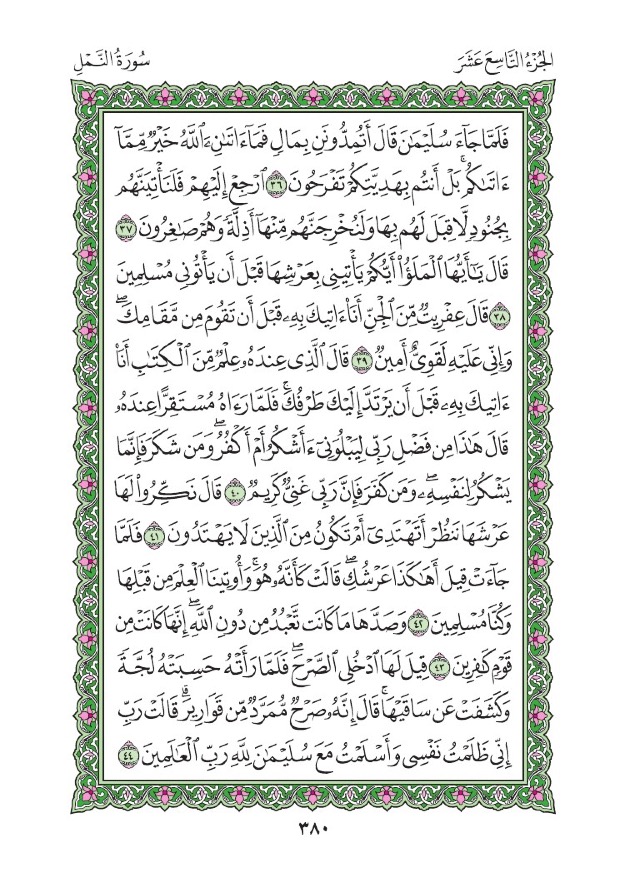 الجُزْءُ التَّاسِعَ عَشَرَ
سُورَةُ النَّمْلِ
فَلَمَّا جَآءَ سُلَيْمَٰنَ قَالَ أَتُمِدُّونَنِ بِمَالٍ فَمَآ ءَاتَىٰنِۦَ ٱللَّهُ خَيْرٌ مِّمَّآ
ءَاتَىٰكُمۚ بَلْ أَنتُم بِهَدِيَّتِكُمْ تَفْرَحُونَ ٣٦ ٱرْجِعْ إِلَيْهِمْ فَلَنَأْتِيَنَّهُم
بِجُنُودٍ لَّا قِبَلَ لَهُم بِهَا وَلَنُخْرِجَنَّهُم مِّنْهَآ أَذِلَّةً وَهُمْ صَٰغِرُونَ ٣٧
قَالَ يَٰٓأَيُّهَا ٱلْمَلَؤُا۟ أَيُّكُمْ يَأْتِينِى بِعَرْشِهَا قَبْلَ أَن يَأْتُونِى مُسْلِمِينَ
٣٨ قَالَ عِفْرِيتٌ مِّنَ ٱلْجِنِّ أَنَا۠ ءَاتِيكَ بِهِۦ قَبْلَ أَن تَقُومَ مِن مَّقَامِكَۖ
وَإِنِّى عَلَيْهِ لَقَوِىٌّ أَمِينٌ ٣٩ قَالَ ٱلَّذِى عِندَهُۥ عِلْمٌ مِّنَ ٱلْكِتَٰبِ أَنَا۠
ءَاتِيكَ بِهِۦ قَبْلَ أَن يَرْتَدَّ إِلَيْكَ طَرْفُكَۚ فَلَمَّا رَءَاهُ مُسْتَقِرًّا عِندَهُۥ
قَالَ هَٰذَا مِن فَضْلِ رَبِّى لِيَبْلُوَنِىٓ ءَأَشْكُرُ أَمْ أَكْفُرُۖ وَمَن شَكَرَ فَإِنَّمَا
يَشْكُرُ لِنَفْسِهِۦۖ وَمَن كَفَرَ فَإِنَّ رَبِّى غَنِىٌّ كَرِيمٌ ٤٠ قَالَ نَكِّرُوا۟ لَهَا
عَرْشَهَا نَنظُرْ أَتَهْتَدِىٓ أَمْ تَكُونُ مِنَ ٱلَّذِينَ لَا يَهْتَدُونَ ٤١ فَلَمَّا
جَآءَتْ قِيلَ أَهَٰكَذَا عَرْشُكِۖ قَالَتْ كَأَنَّهُۥ هُوَۚ وَأُوتِينَا ٱلْعِلْمَ مِن قَبْلِهَا
وَكُنَّا مُسْلِمِينَ ٤٢ وَصَدَّهَا مَا كَانَت تَّعْبُدُ مِن دُونِ ٱللَّهِۖ إِنَّهَا كَانَتْ مِن
قَوْمٍ كَٰفِرِينَ ٤٣ قِيلَ لَهَا ٱدْخُلِى ٱلصَّرْحَۖ فَلَمَّا رَأَتْهُ حَسِبَتْهُ لُجَّةً
وَكَشَفَتْ عَن سَاقَيْهَاۚ قَالَ إِنَّهُۥ صَرْحٌ مُّمَرَّدٌ مِّن قَوَارِيرَۗ قَالَتْ رَبِّ
إِنِّى ظَلَمْتُ نَفْسِى وَأَسْلَمْتُ مَعَ سُلَيْمَٰنَ لِلَّهِ رَبِّ ٱلْعَٰلَمِينَ ٤٤
٣٨٠